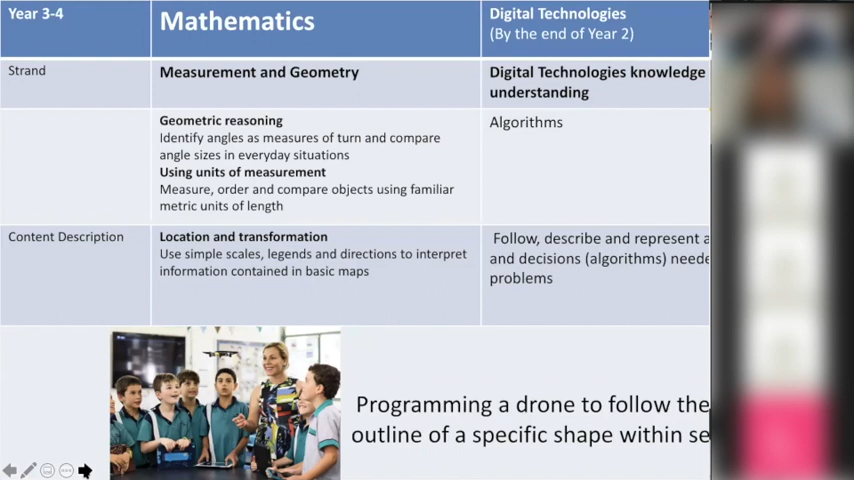 Year 3-4
Mathematics
Digital Technologies
(By the end of Year 2)
Strand
Measurement and Geometry
Digital Technologies knowledge
understanding
Geometric reasoning
Identify angles as measures of turn and compare
angle sizes in everyday situations
Using units of measurement
Measure, order and compare objects using familiar
metric units of length
Algorithms
Content Description
Location and transformation
Use simple scales, legends and directions to interpret
information contained in basic maps
Follow, describe and represent a
and decisions (algorithms) neede
problems
Programming a drone to follow the
outline of a specific shape within se